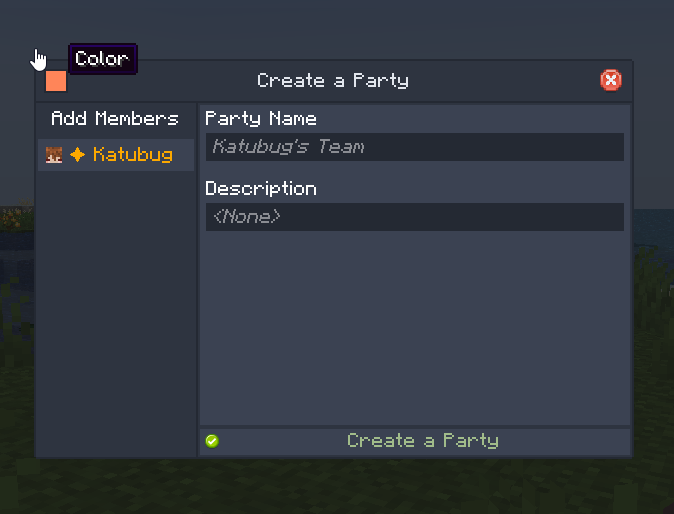 Color
Create a Party
Add Members
✦ Katubug
Party Name
Katubug's Team
Description
<None>
Create a Party